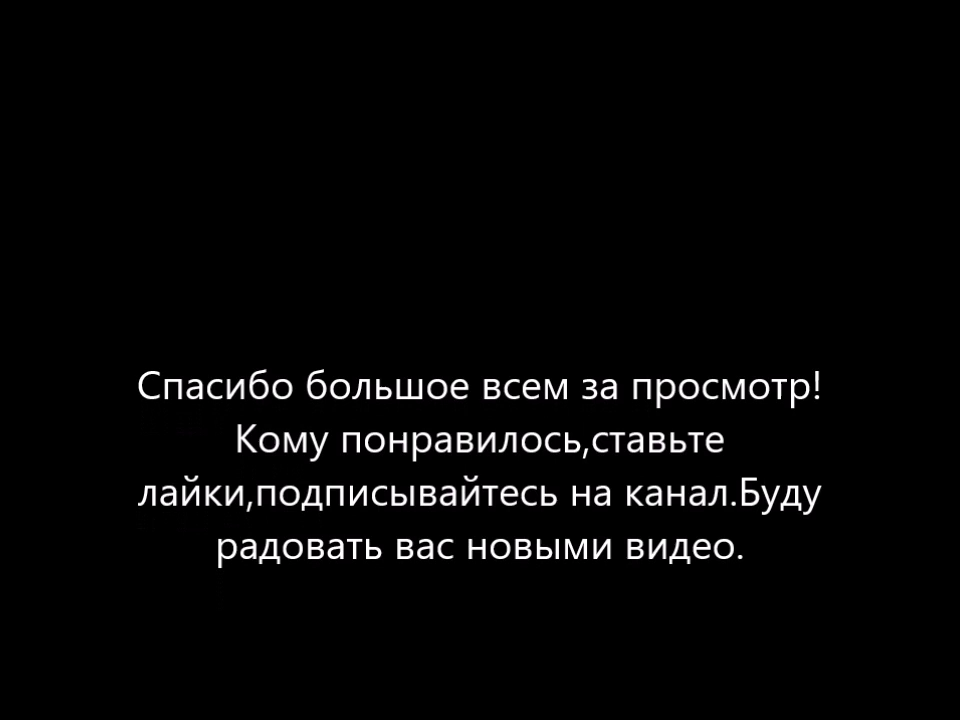 Спасибо большое всем за просмотр!
Кому понравилось,ставьте
лайки,подписывайтесь на канал.Буду
радовать вас новыми видео.